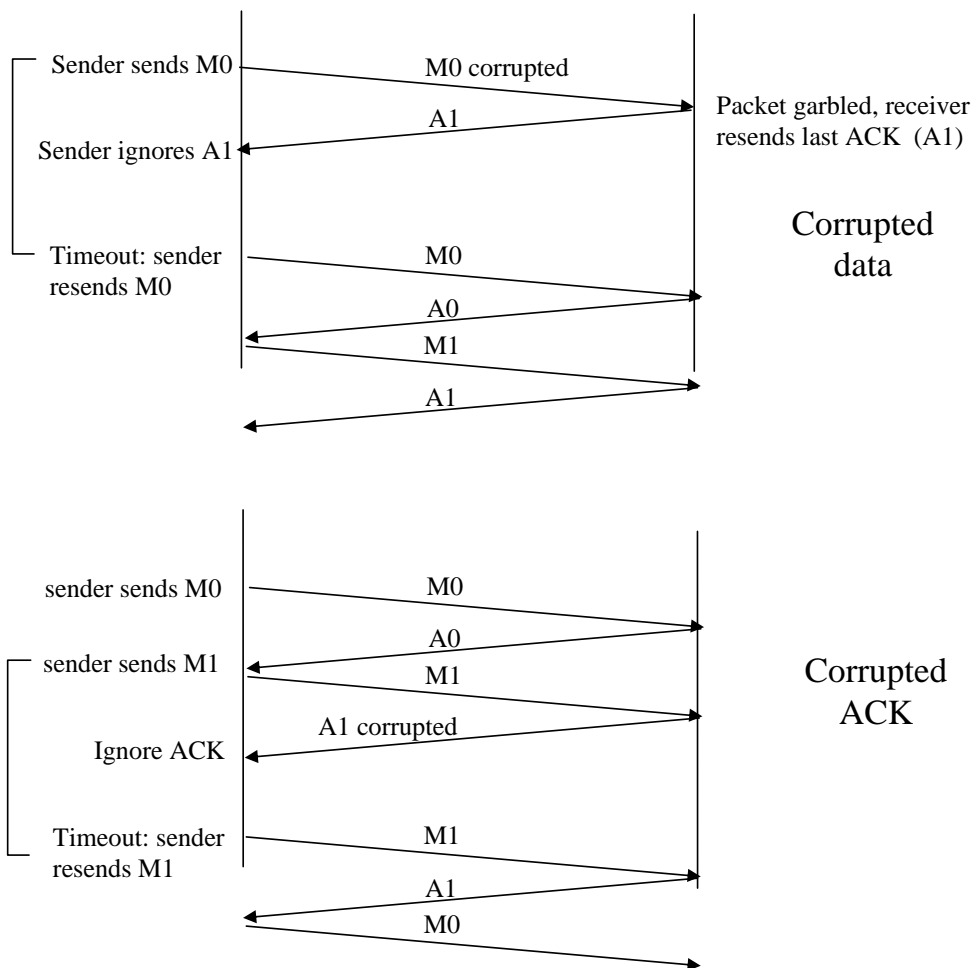 Sender sends M0
M0 corrupted
Packet garbled, receiver
resends last ACK  (A1)
A1
Sender ignores A1
Corrupted
data
Timeout: sender
resends M0
M0
A0
M1
A1
sender sends M0
M0
A0
sender sends M1
M1
Corrupted
ACK
A1 corrupted
Ignore ACK
Timeout: sender
resends M1
M1
A1
M0